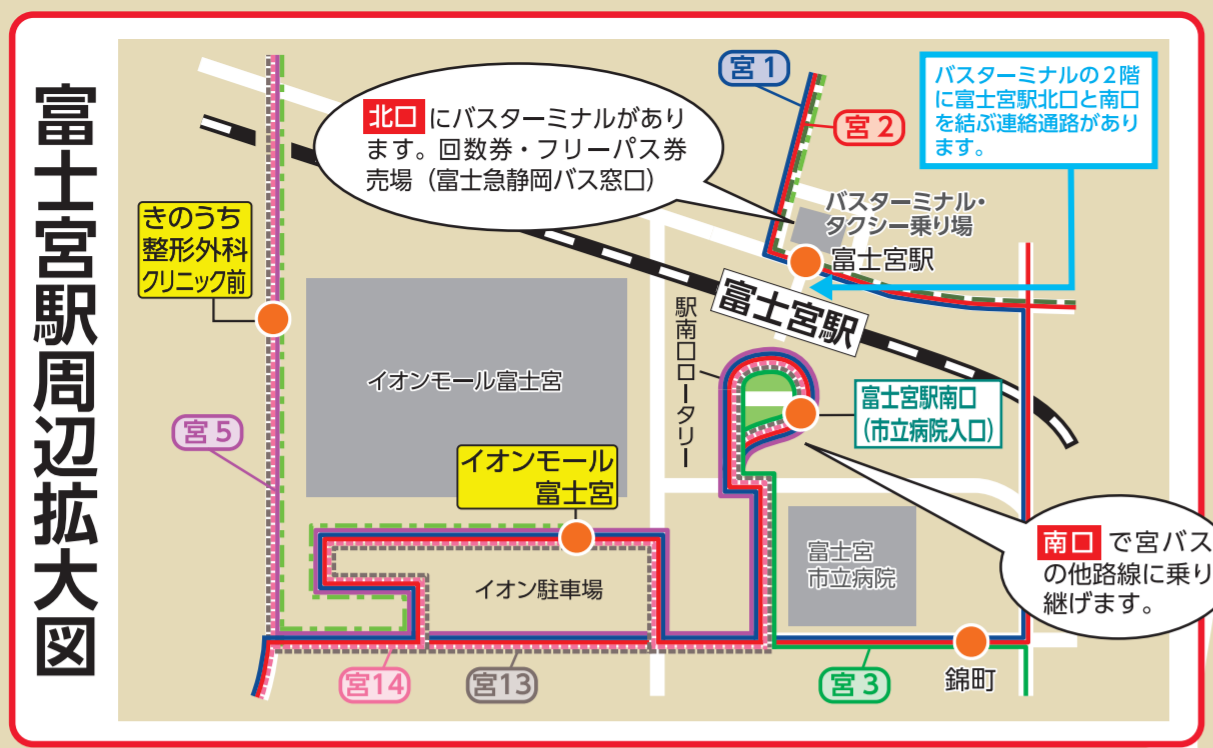 富士宮駅周辺拡大図
宮1
宮2
北口 にバスターミナルがあり
ます。回数券・フリーパス券
売場(富士急静岡バス窓口)
バスターミナルの2階
に富士宮駅北口と南口
を結ぶ連絡通路があり
ます。
バスターミナル・
タクシー乗り場
富士宮駅
富士宮駅
きのうち
整形外科
クリニック前
イオンモール富士宮
駅南口ロータリー
富士宮駅南口
(市立病院入口)
宮5
イオンモール
富士宮
イオン駐車場
富士宮
市立病院
南口 で宮バス
の他路線に乗り
継げます。
宮14
宮13
宮3
錦町